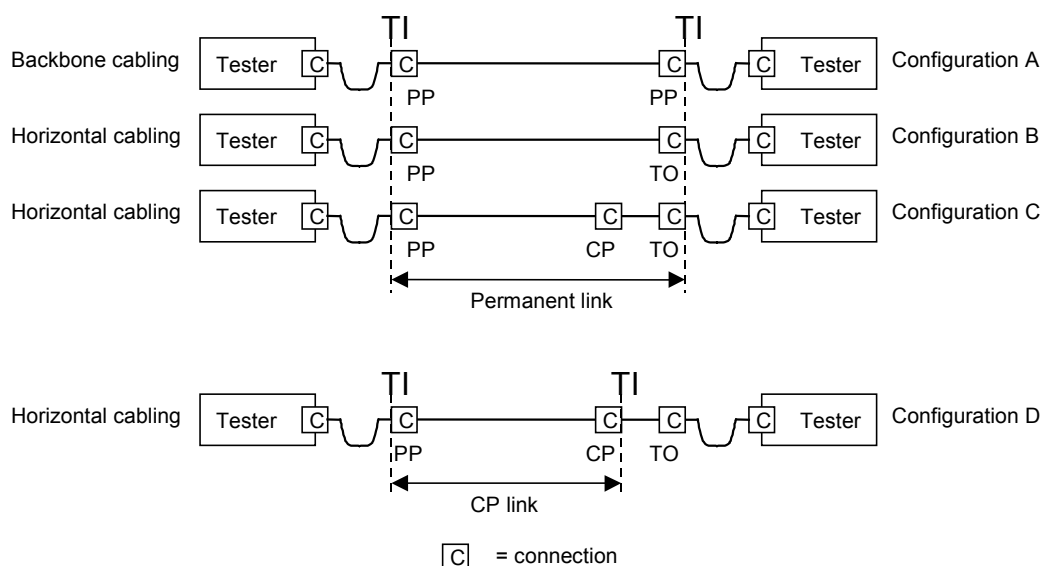 TI TI
Backbone cabling Tester C C C C Tester Configuration A
PP PP
Horizontal cabling Tester C C C C Tester Configuration B
PP TO
Horizontal cabling Tester C C C C C Tester Configuration C
PP CP TO
Permanent link
TI TI
Horizontal cabling Tester C C C C C Tester Configuration D
PP CP TO
CP link
C = connection